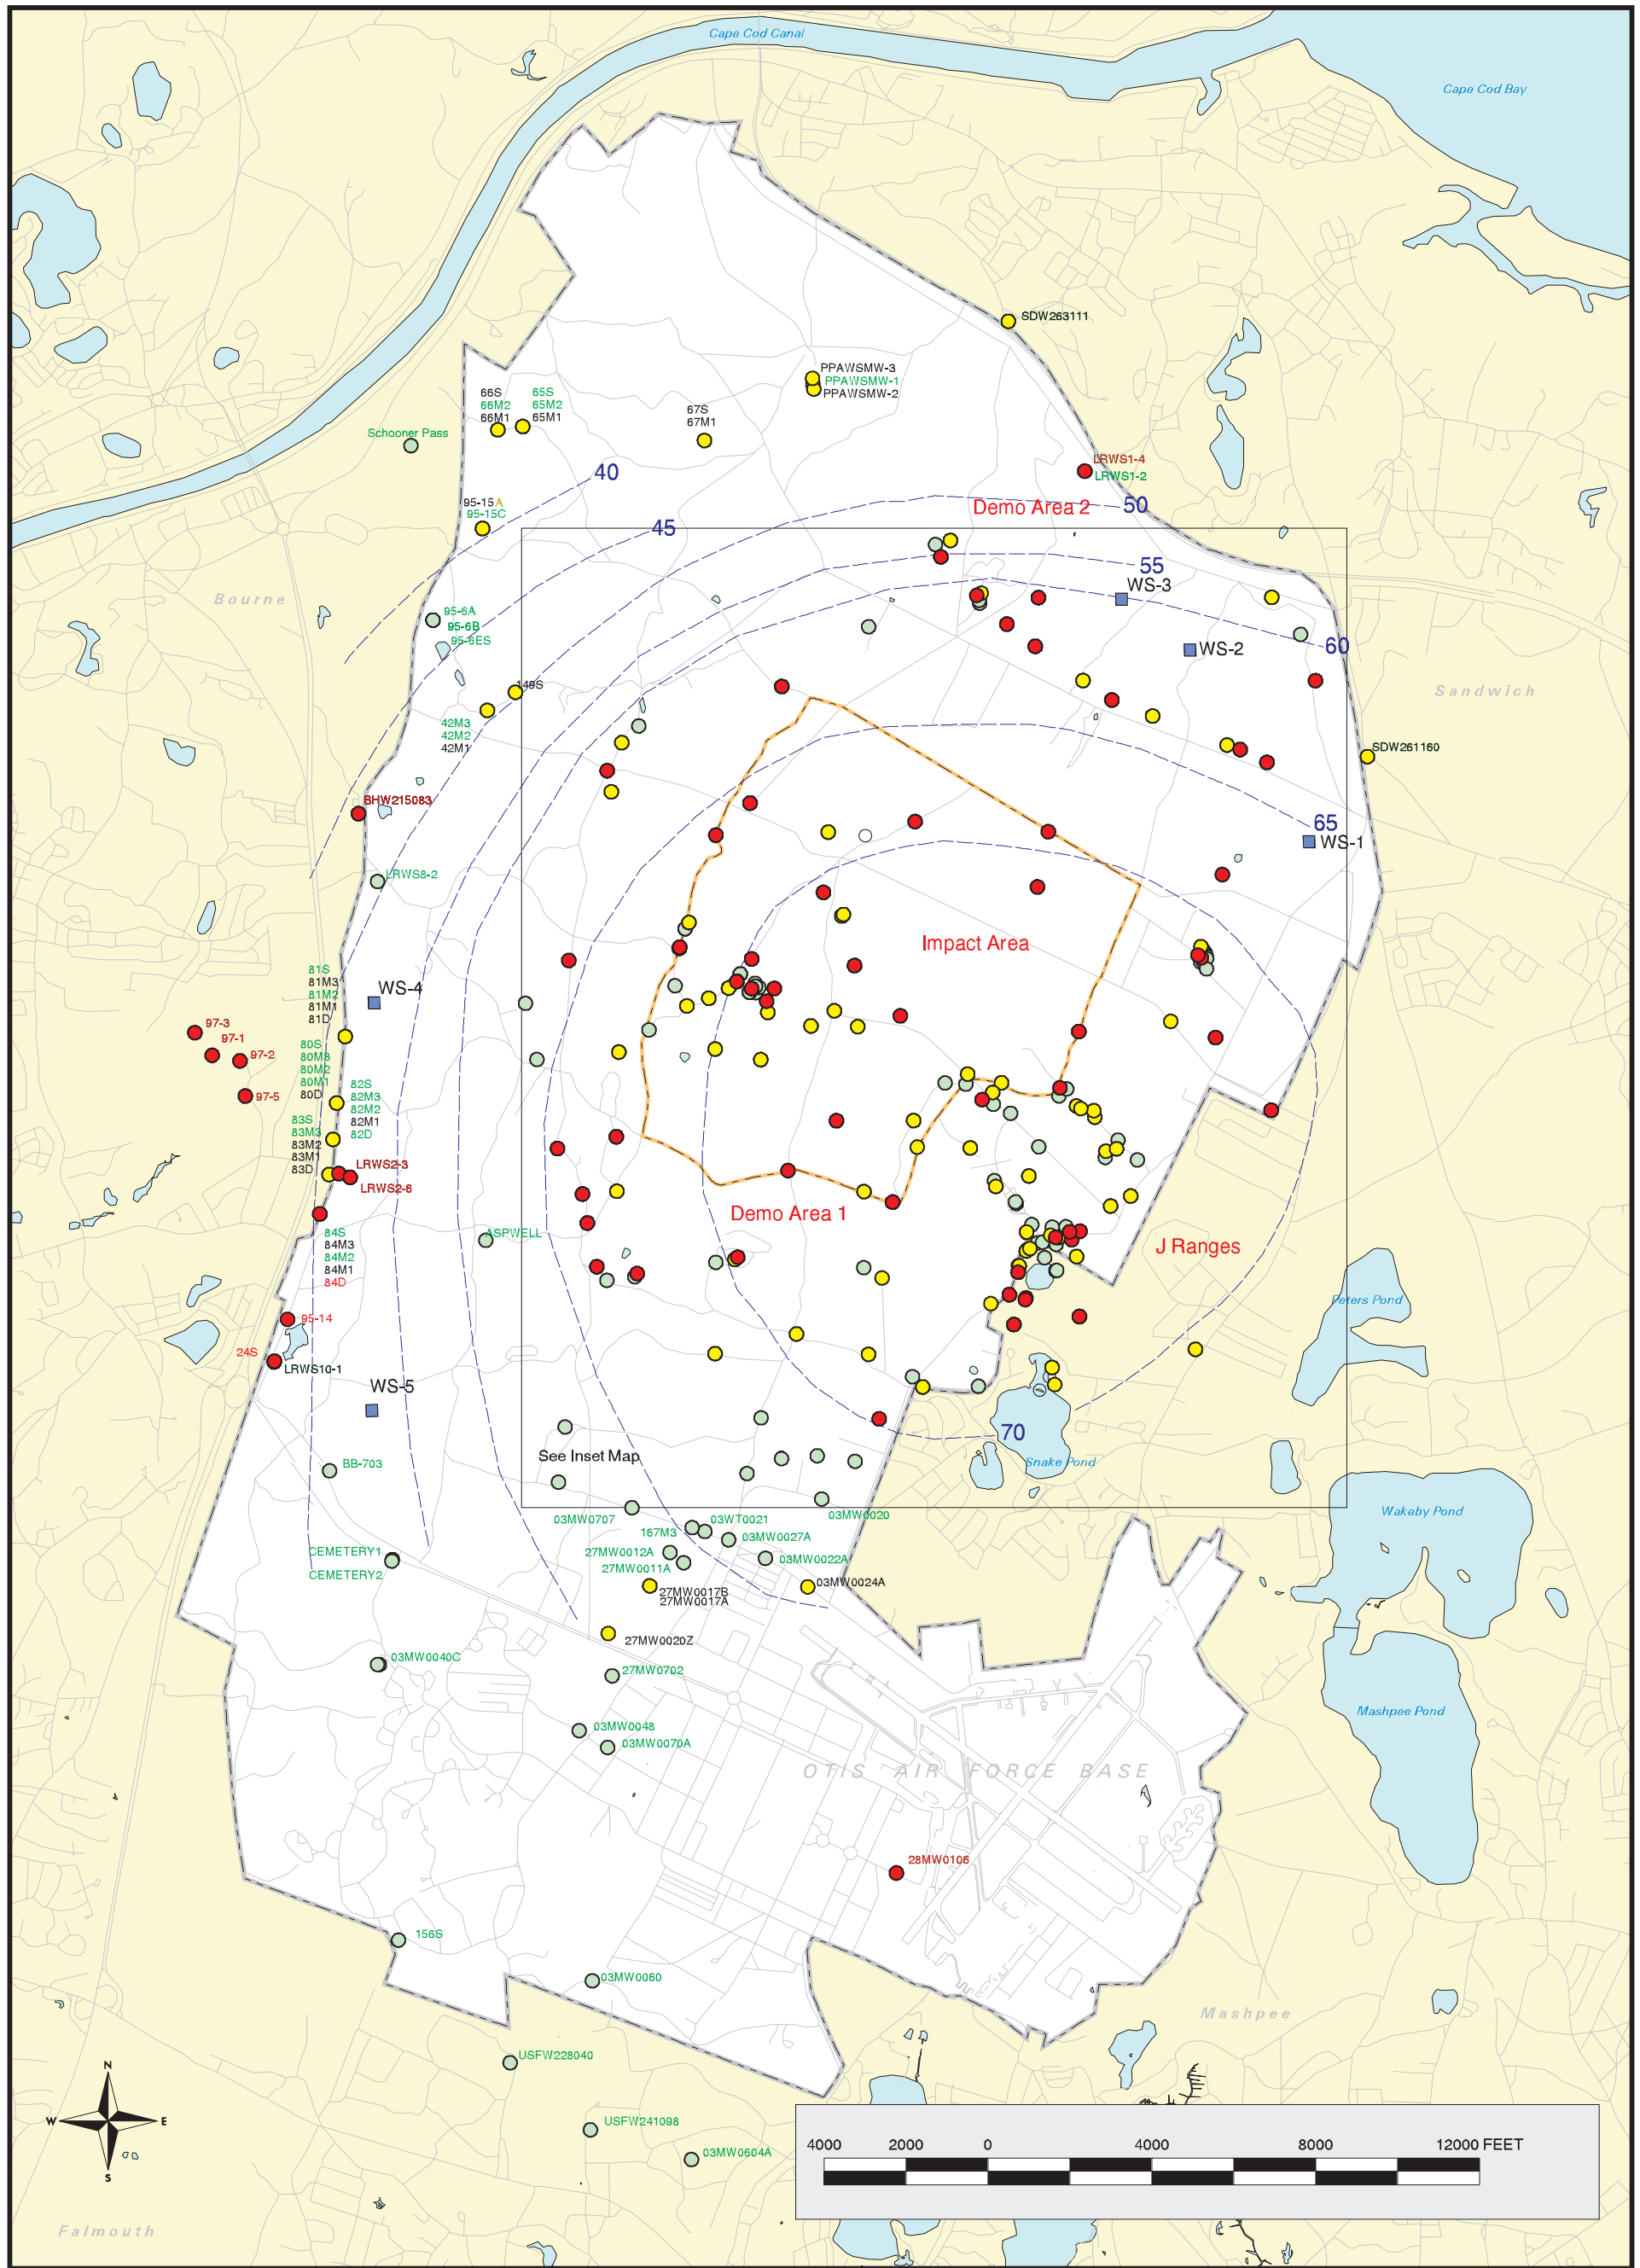 Cape Cod Canal
Cape Cod Bay
SDW263111
PPAWSMW-3
PPAWSMW-1
PPAWSMW-2
66S
66M2
66M1
65S
65M2
65M1
67S
67M1
Schooner Pass
LRWS1-4
LRWS1-2
40
45
50
Demo Area 2
95-15A
95-15C
55
WS-3
Bourne
95-6A
95-6B
95-6ES
60
WS-2
Sandwich
149S
42M3
42M2
42M1
SDW261160
BHW215083
65
WS-1
LRWS8-2
Impact Area
81S
81M3
81M2
81M1
81D
WS-4
97-3
97-1
97-2
97-5
80S
80M3
80M2
80M1
80D
82S
82M3
82M2
82M1
82D
83S
83M3
83M2
83M1
83D
LRWS2-3
LRWS2-6
Demo Area 1
84S
84M3
84M2
84M1
84D
ASPWELL
J Ranges
Peters Pond
95-14
24S
LRWS10-1
WS-5
70
See Inset Map
Snake Pond
BB-703
Wakeby Pond
03MW0707
03MW0020
03WT0021
167M3
03MW0027A
27MW0012A
27MW0011A
03MW0022A
CEMETERY1
CEMETERY2
27MW0017B
27MW0017A
03MW0024A
27MW0020Z
03MW0040C
27MW0702
Mashpee Pond
03MW0048
03MW0070A
OTIS AIR FORCE BASE
28MW0106
156S
03MW0060
Mashpee
USFW228040
N
W
E
S
USFW241098
03MW0604A
4000 2000 0 4000 8000 12000 FEET
Falmouth